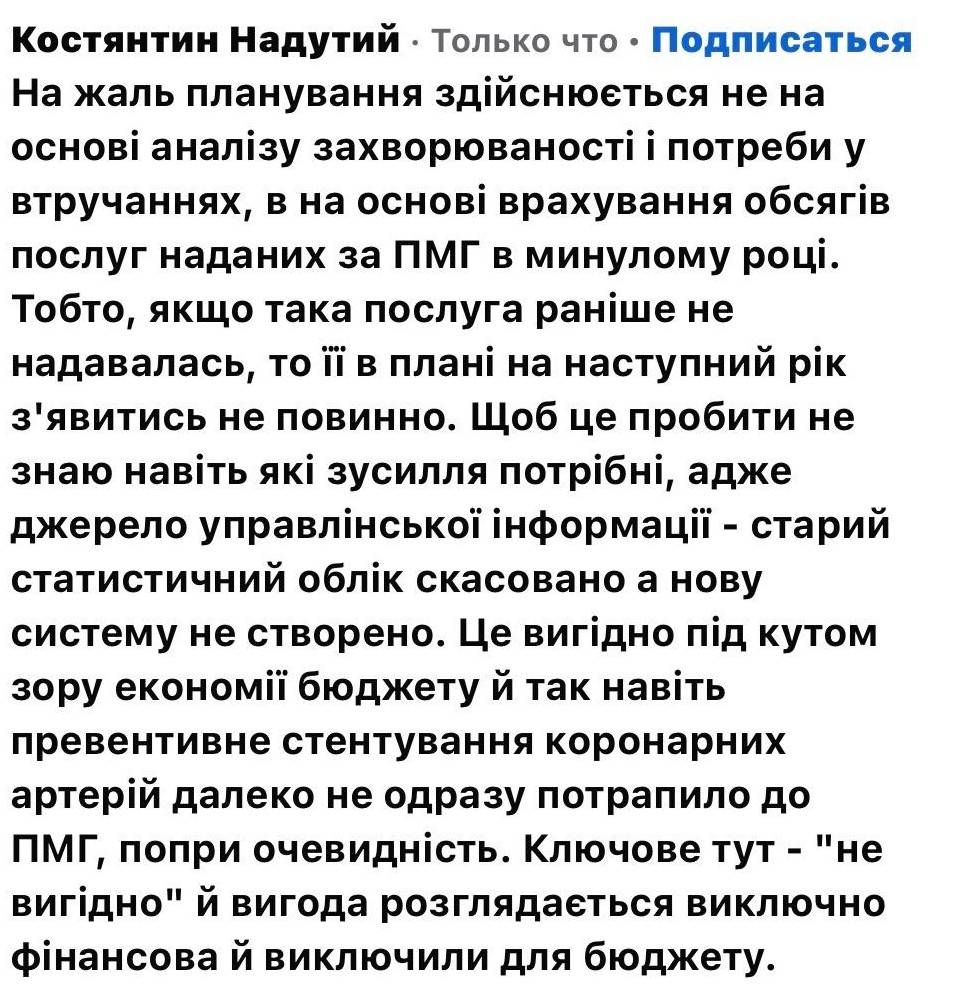 Костянтин Надутий · Только что • Подписаться
На жаль планування здійснюється не на
основі аналізу захворюваності і потреби у
втручаннях, в на основі врахування обсягів
послуг наданих за ПМГ в минулому році.
Тобто, якщо така послуга раніше не
надавалась, то її в плані на наступний рік
з'явитись не повинно. Щоб це пробити не
знаю навіть які зусилля потрібні, адже
джерело управлінської інформації - старий
статистичний облік скасовано а нову
систему не створено. Це вигідно під кутом
зору економії бюджету й так навіть
превентивне стентування коронарних
артерій далеко не одразу потрапило до
ПМГ, попри очевидність. Ключове тут - "не
вигідно" й вигода розглядається виключно
фінансова й виключили для бюджету.